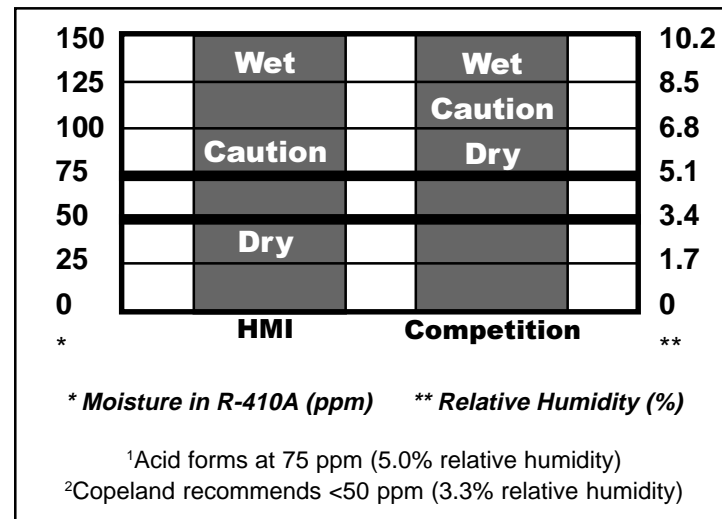 150 10.2
Wet Wet
125 8.5
Caution
100 6.8
Caution Dry
75 5.1
50 3.4
Dry
25 1.7
0 0
HMI Competition
* **
* Moisture in R-410A (ppm) ** Relative Humidity (%)
¹Acid forms at 75 ppm (5.0% relative humidity)
²Copeland recommends <50 ppm (3.3% relative humidity)